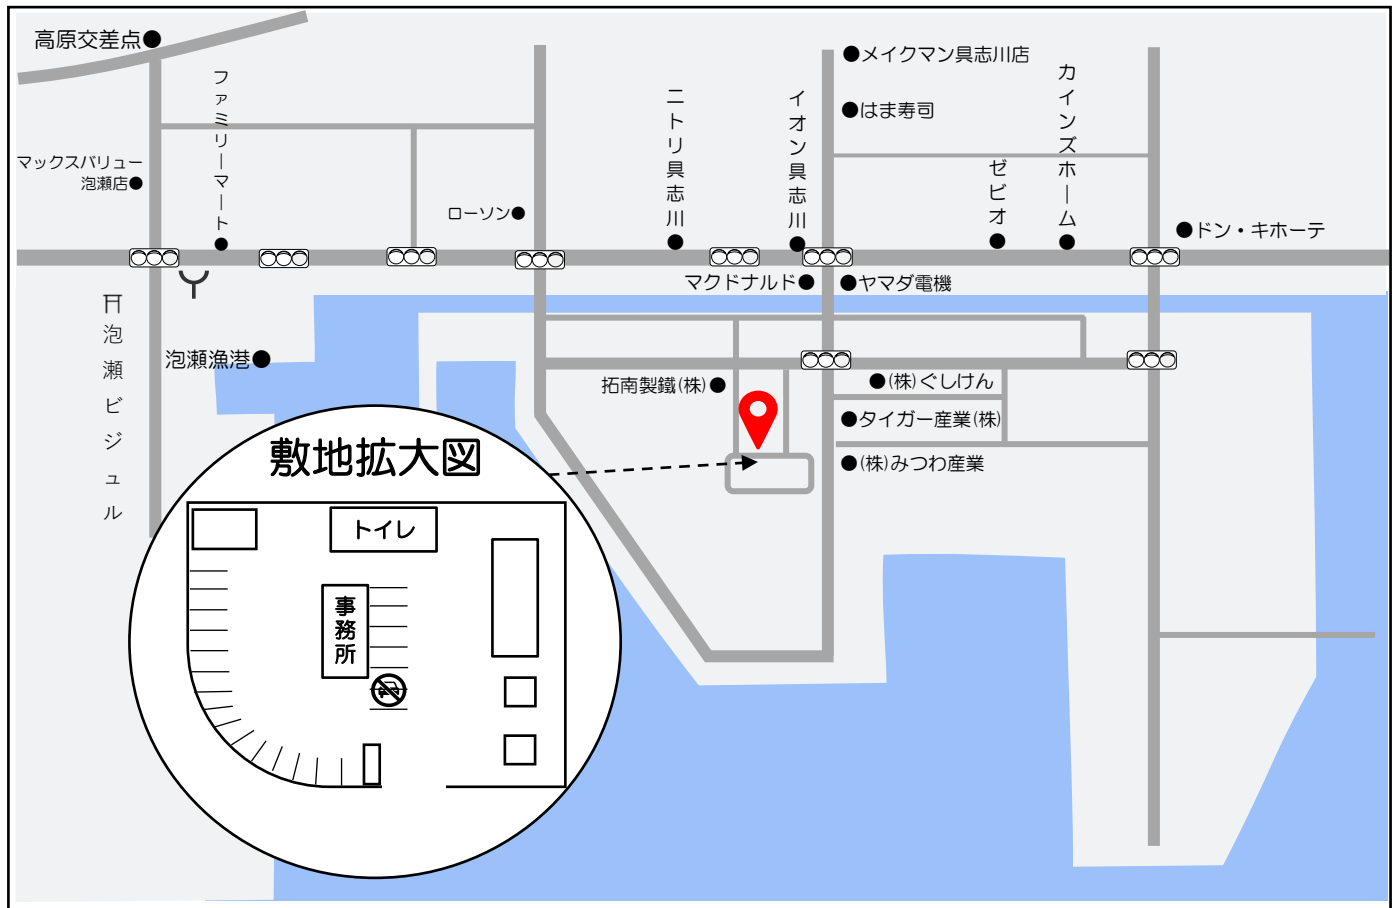 高原交差点
メイクマン具志川店
カインズホーム
ファミリーマート
ニトリ具志川
イオン具志川
はま寿司
マックスバリュー
泡瀬店
ゼビオ
ローソン
ドン・キホーテ
マクドナルド
ヤマダ電機
泡瀬ビジュル
泡瀬漁港
拓南製鐵(株)
(株)ぐしけん
タイガー産業(株)
(株)みつわ産業
敷地拡大図
トイレ
事務所